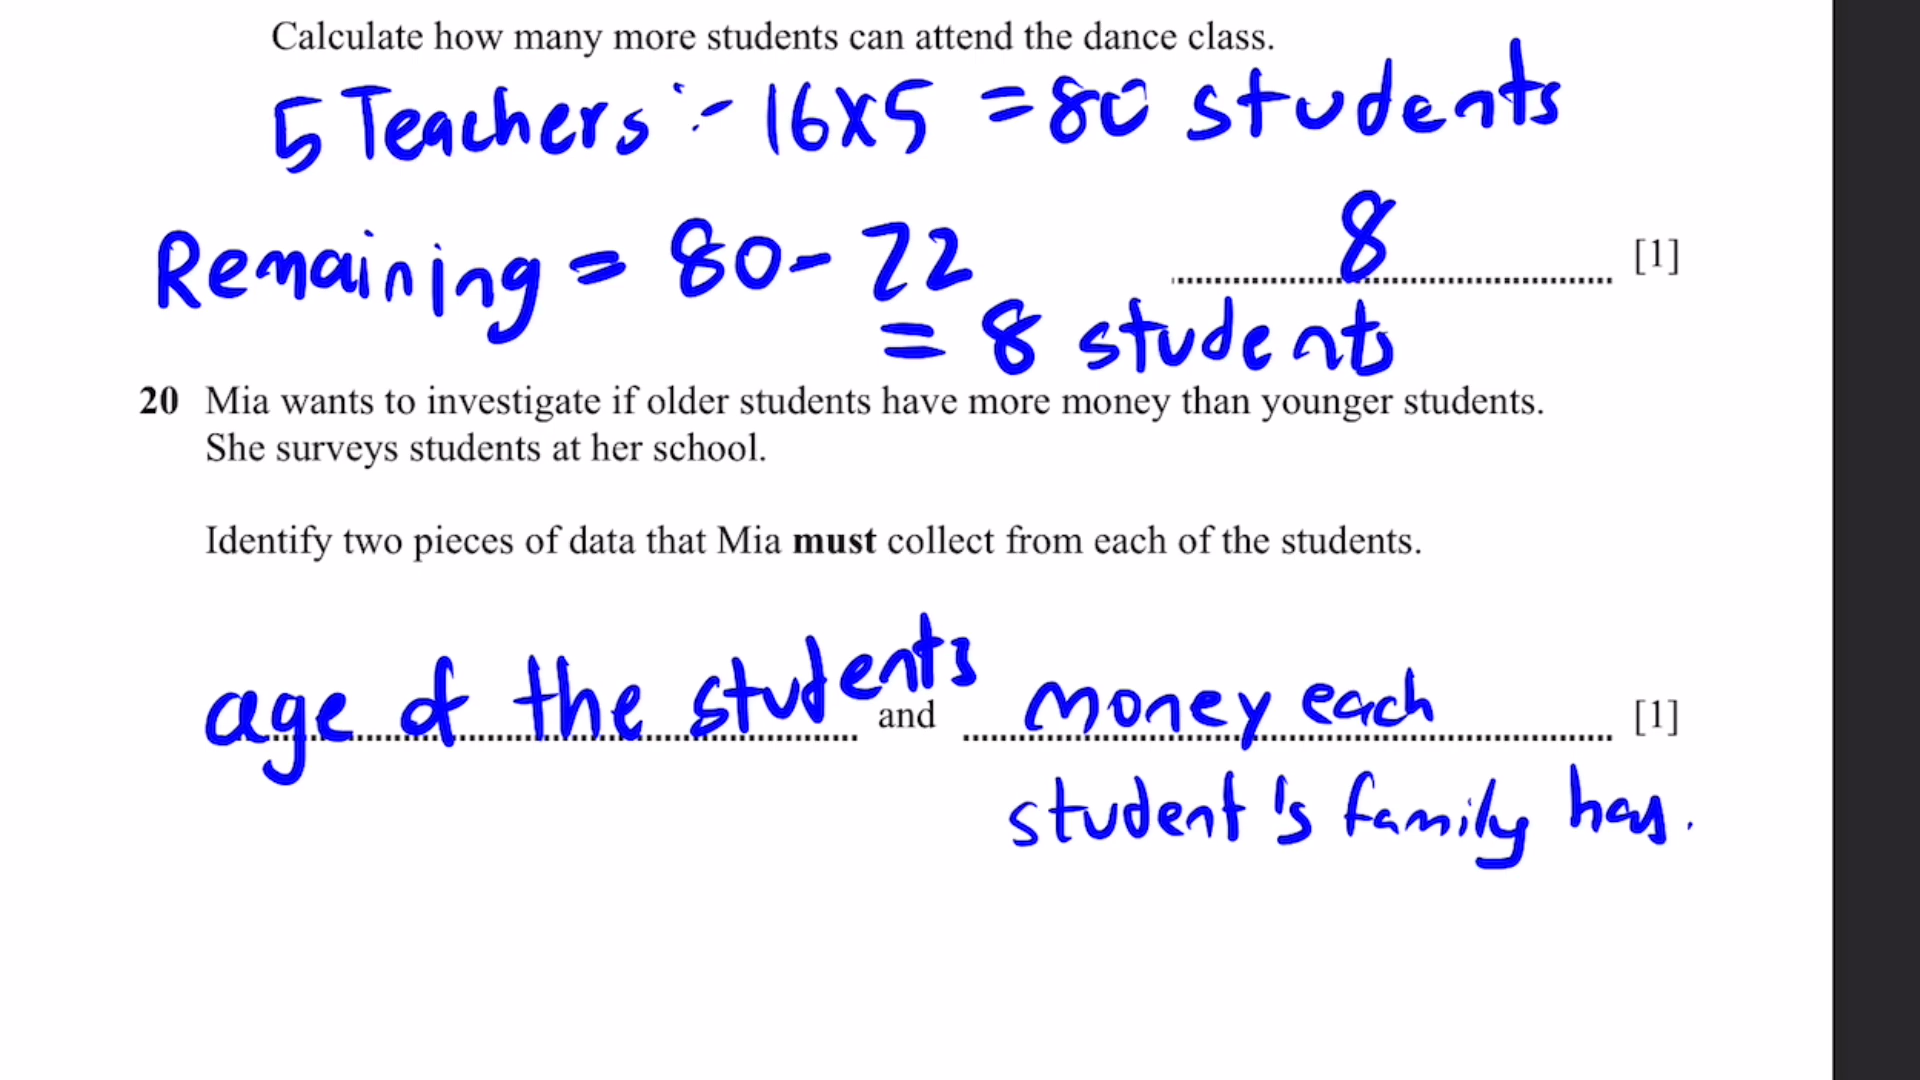 Calculate how many more students can attend the dance class.
5 Teachers :- 16x5 = 80 students
Remaining = 80 - 72
8 [1]
= 8 students
20 Mia wants to investigate if older students have more money than younger students.
She surveys students at her school.
Identify two pieces of data that Mia must collect from each of the students.
age of the students and money each [1]
student's family has.